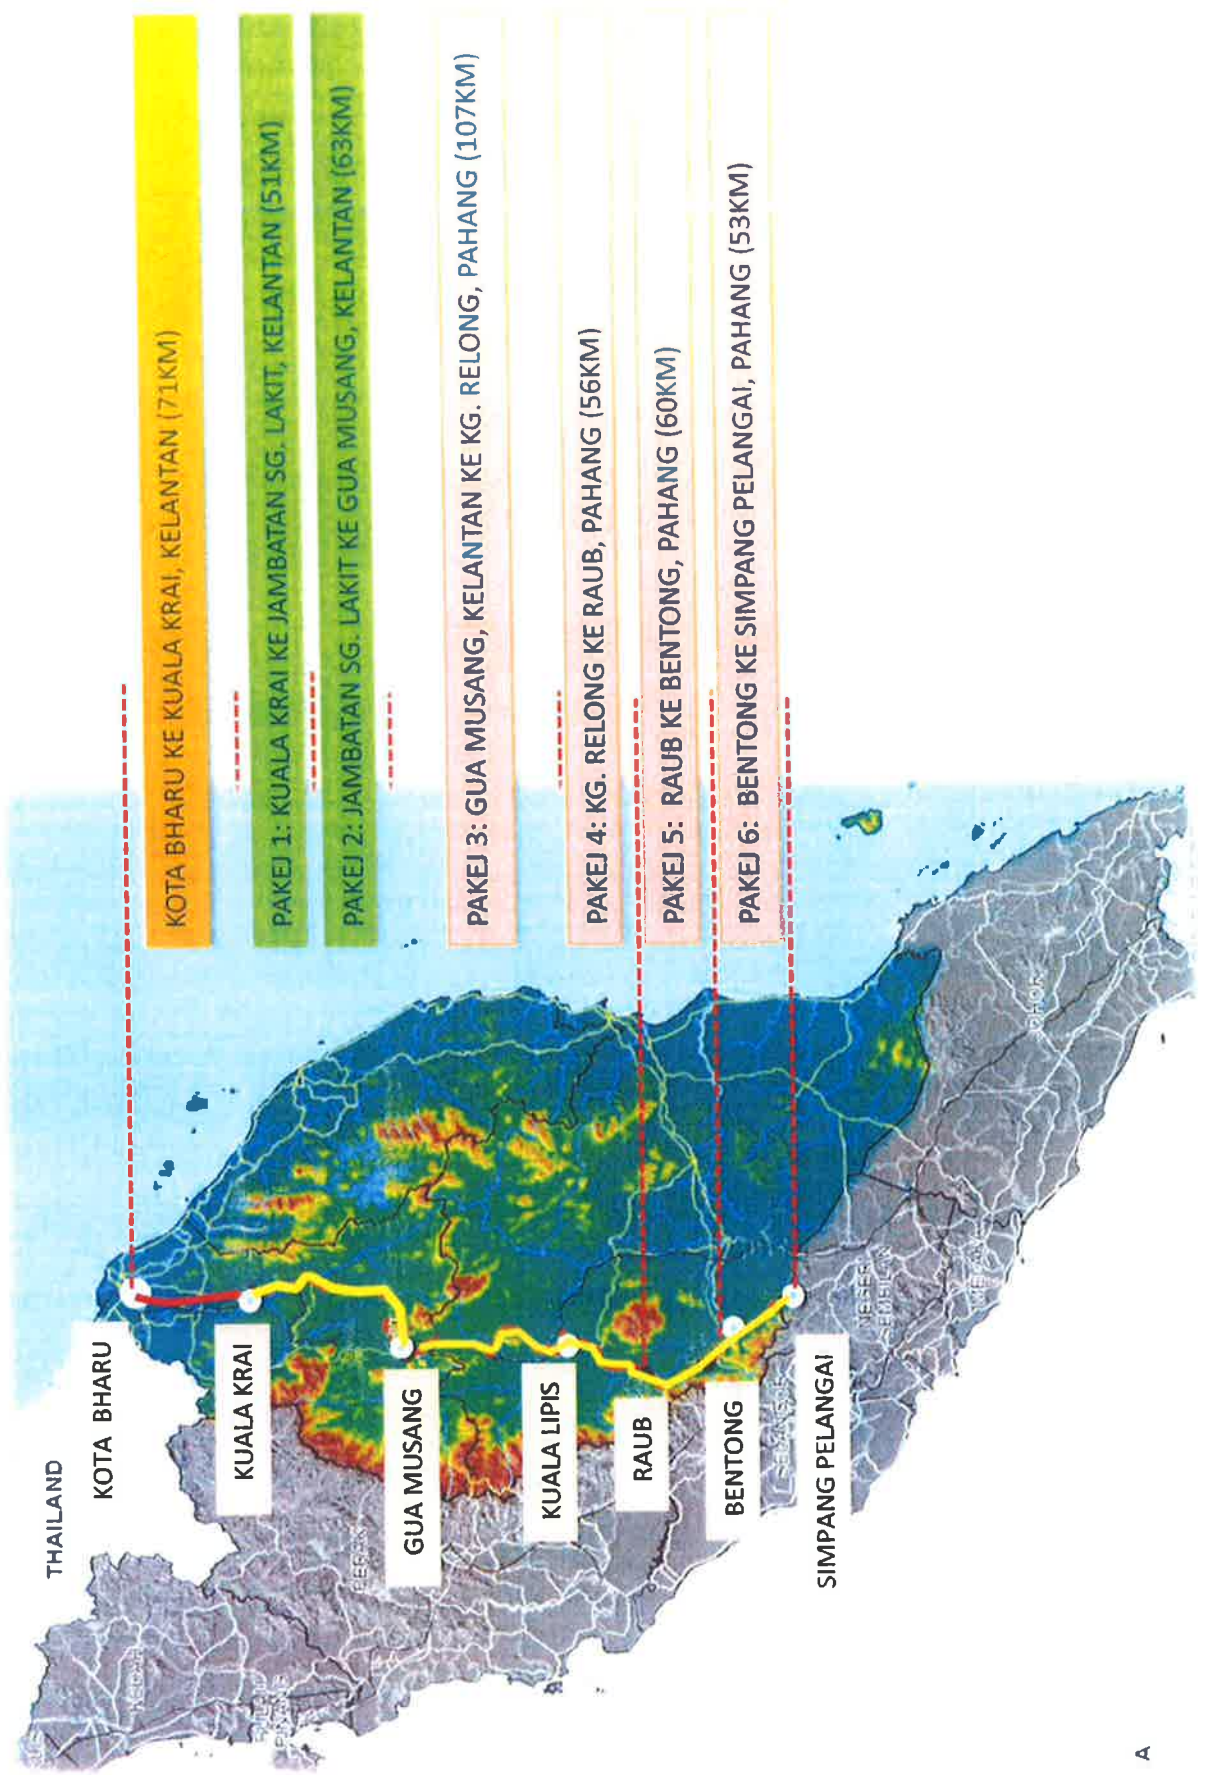 THAILAND
KOTA BHARU
KUALA KRAI
GUA MUSANG
KUALA LIPIS
RAUB
BENTONG
SIMPANG PELANGAI
KOTA BHARU KE KUALA KRAI, KELANTAN (71KM)
PAKEJ 1: KUALA KRAI KE JAMBATAN SG. LAKIT, KELANTAN (51KM)
PAKEJ 2: JAMBATAN SG. LAKIT KE GUA MUSANG, KELANTAN (63KM)
PAKEJ 3: GUA MUSANG, KELANTAN KE KG. RELONG, PAHANG (107KM)
PAKEJ 4: KG. RELONG KE RAUB, PAHANG (56KM)
PAKEJ 5: RAUB KE BENTONG, PAHANG (60KM)
PAKEJ 6: BENTONG KE SIMPANG PELANGAI, PAHANG (53KM)
KEDAH
PERAK
A